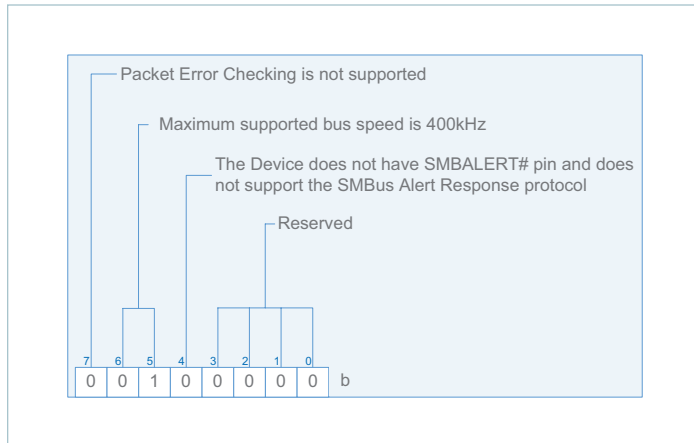 Packet Error Checking is not supported
Maximum supported bus speed is 400kHz
The Device does not have SMBALERT# pin and does
not support the SMBus Alert Response protocol
Reserved
7 6 5 4 3 2 1 0
0 0 1 0 0 0 0 0 b